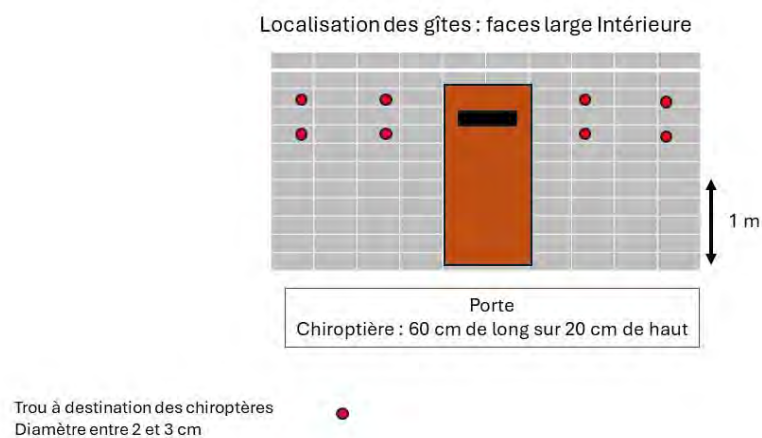 Localisation des gîtes : faces large Intérieure
1 m
Porte
Chiroptière : 60 cm de long sur 20 cm de haut
Trou à destination des chiroptères
Diamètre entre 2 et 3 cm